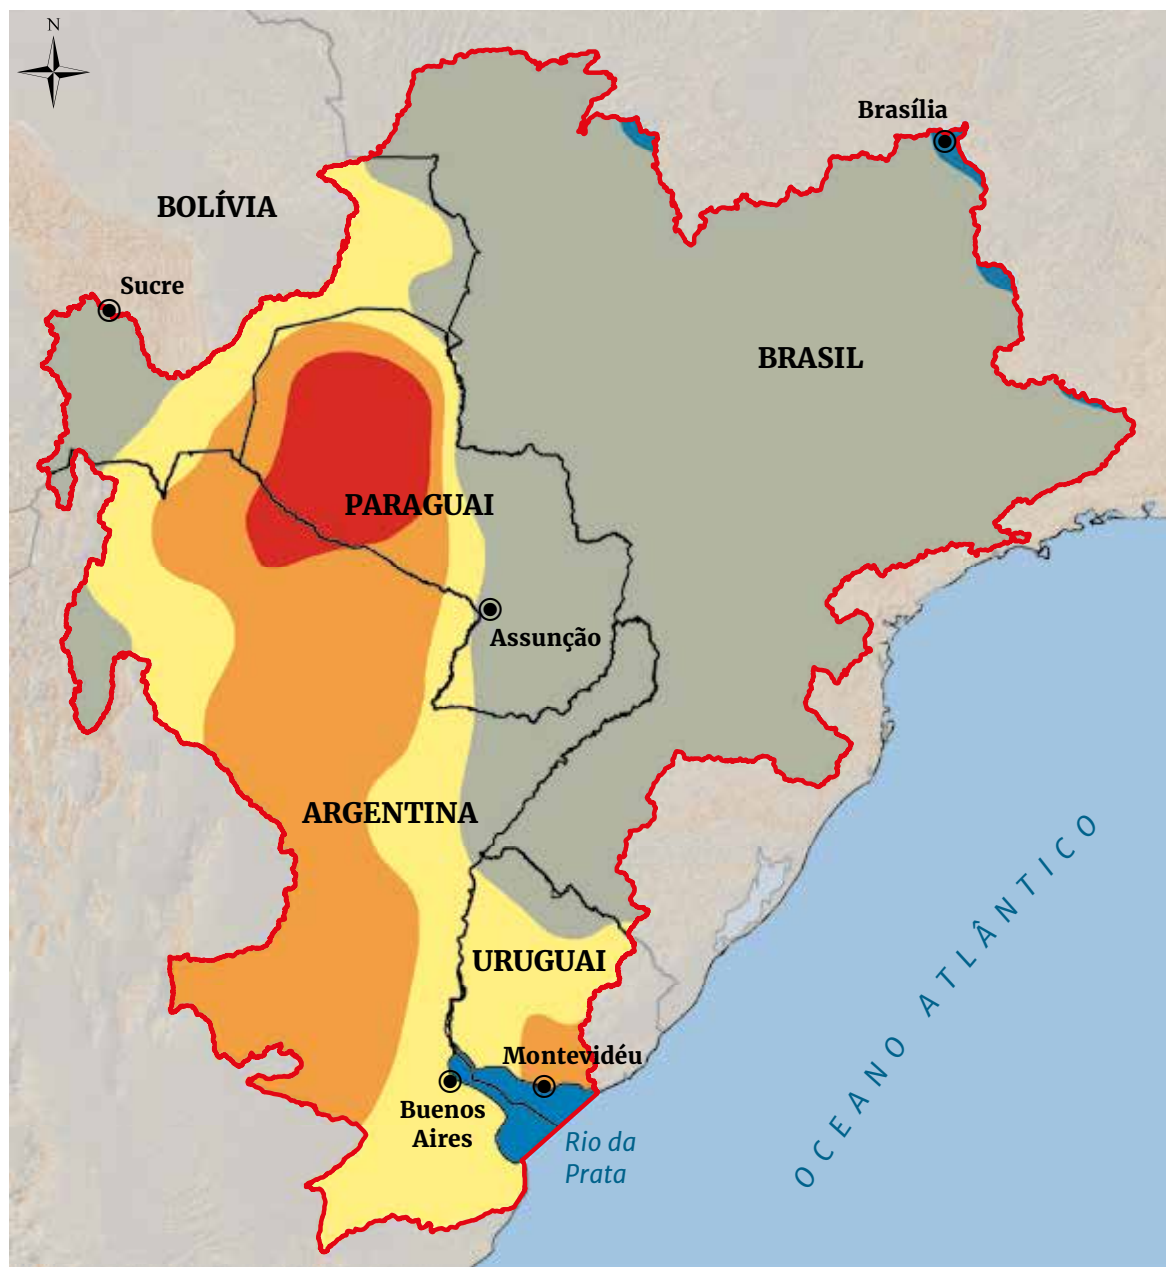 N
Brasília
BOLÍVIA
Sucre
BRASIL
PARAGUAI
Assunção
ARGENTINA
URUGUAI
Montevidéu
Buenos
Aires
Rio da
Prata
OCEANO ATLÂNTICO